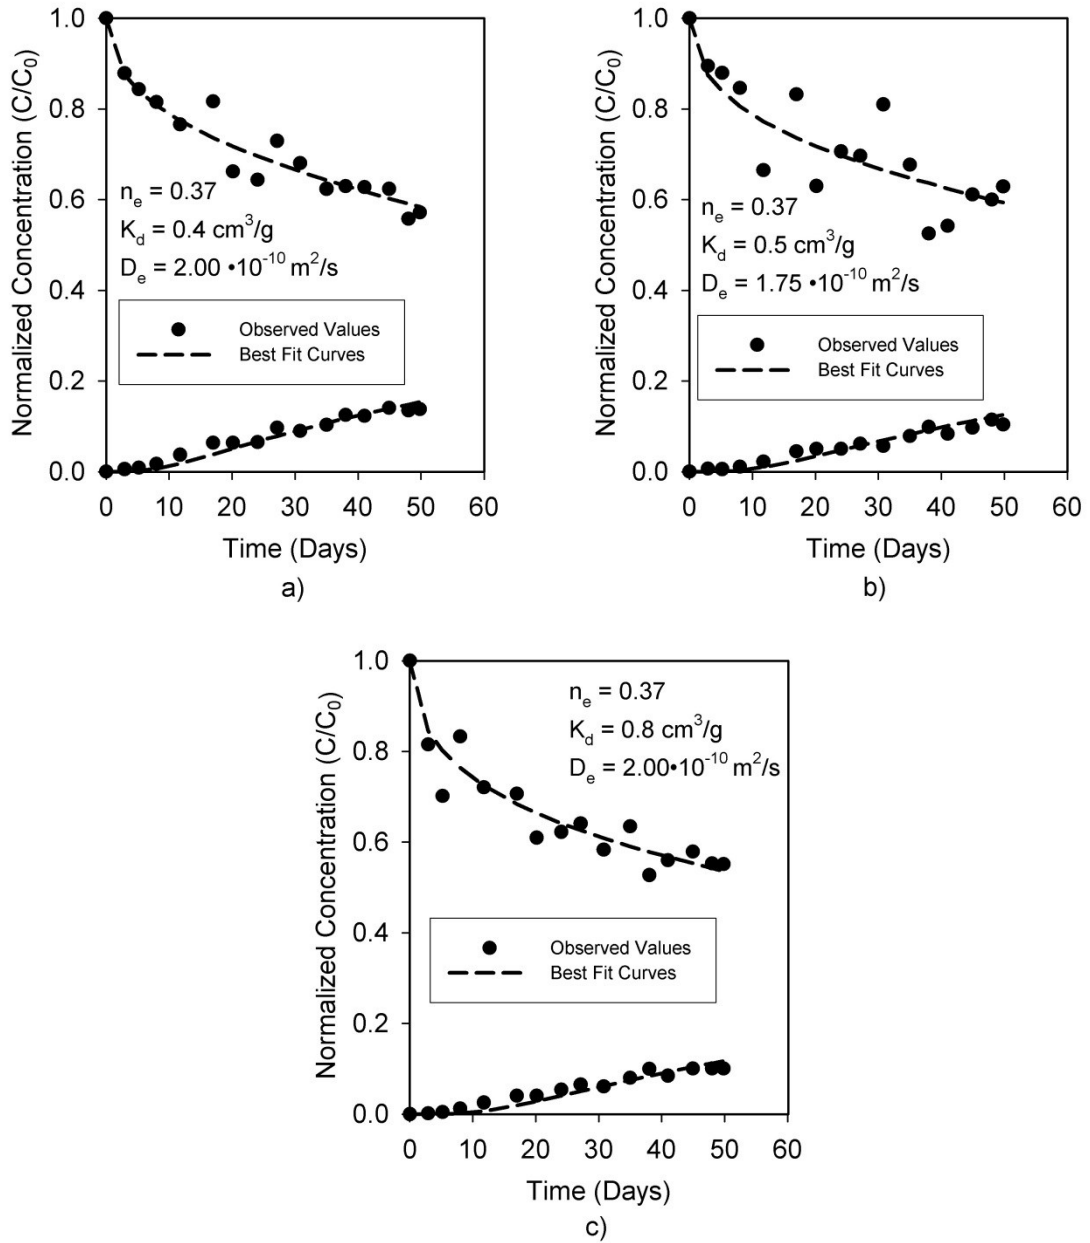 Normalized Concentration (C/C₀)
1.0
0.8
0.6
0.4
0.2
0.0
nₑ = 0.37
K_d = 0.4 cm³/g
Dₑ = 2.00 •10⁻¹⁰ m²/s
Observed Values
Best Fit Curves
0 10 20 30 40 50 60
Time (Days)
a)
Normalized Concentration (C/C₀)
1.0
0.8
0.6
0.4
0.2
0.0
nₑ = 0.37
K_d = 0.5 cm³/g
Dₑ = 1.75 •10⁻¹⁰ m²/s
Observed Values
Best Fit Curves
0 10 20 30 40 50 60
Time (Days)
b)
Normalized Concentration (C/C₀)
1.0
0.8
0.6
0.4
0.2
0.0
nₑ = 0.37
K_d = 0.8 cm³/g
Dₑ = 2.00•10⁻¹⁰ m²/s
Observed Values
Best Fit Curves
0 10 20 30 40 50 60
Time (Days)
c)